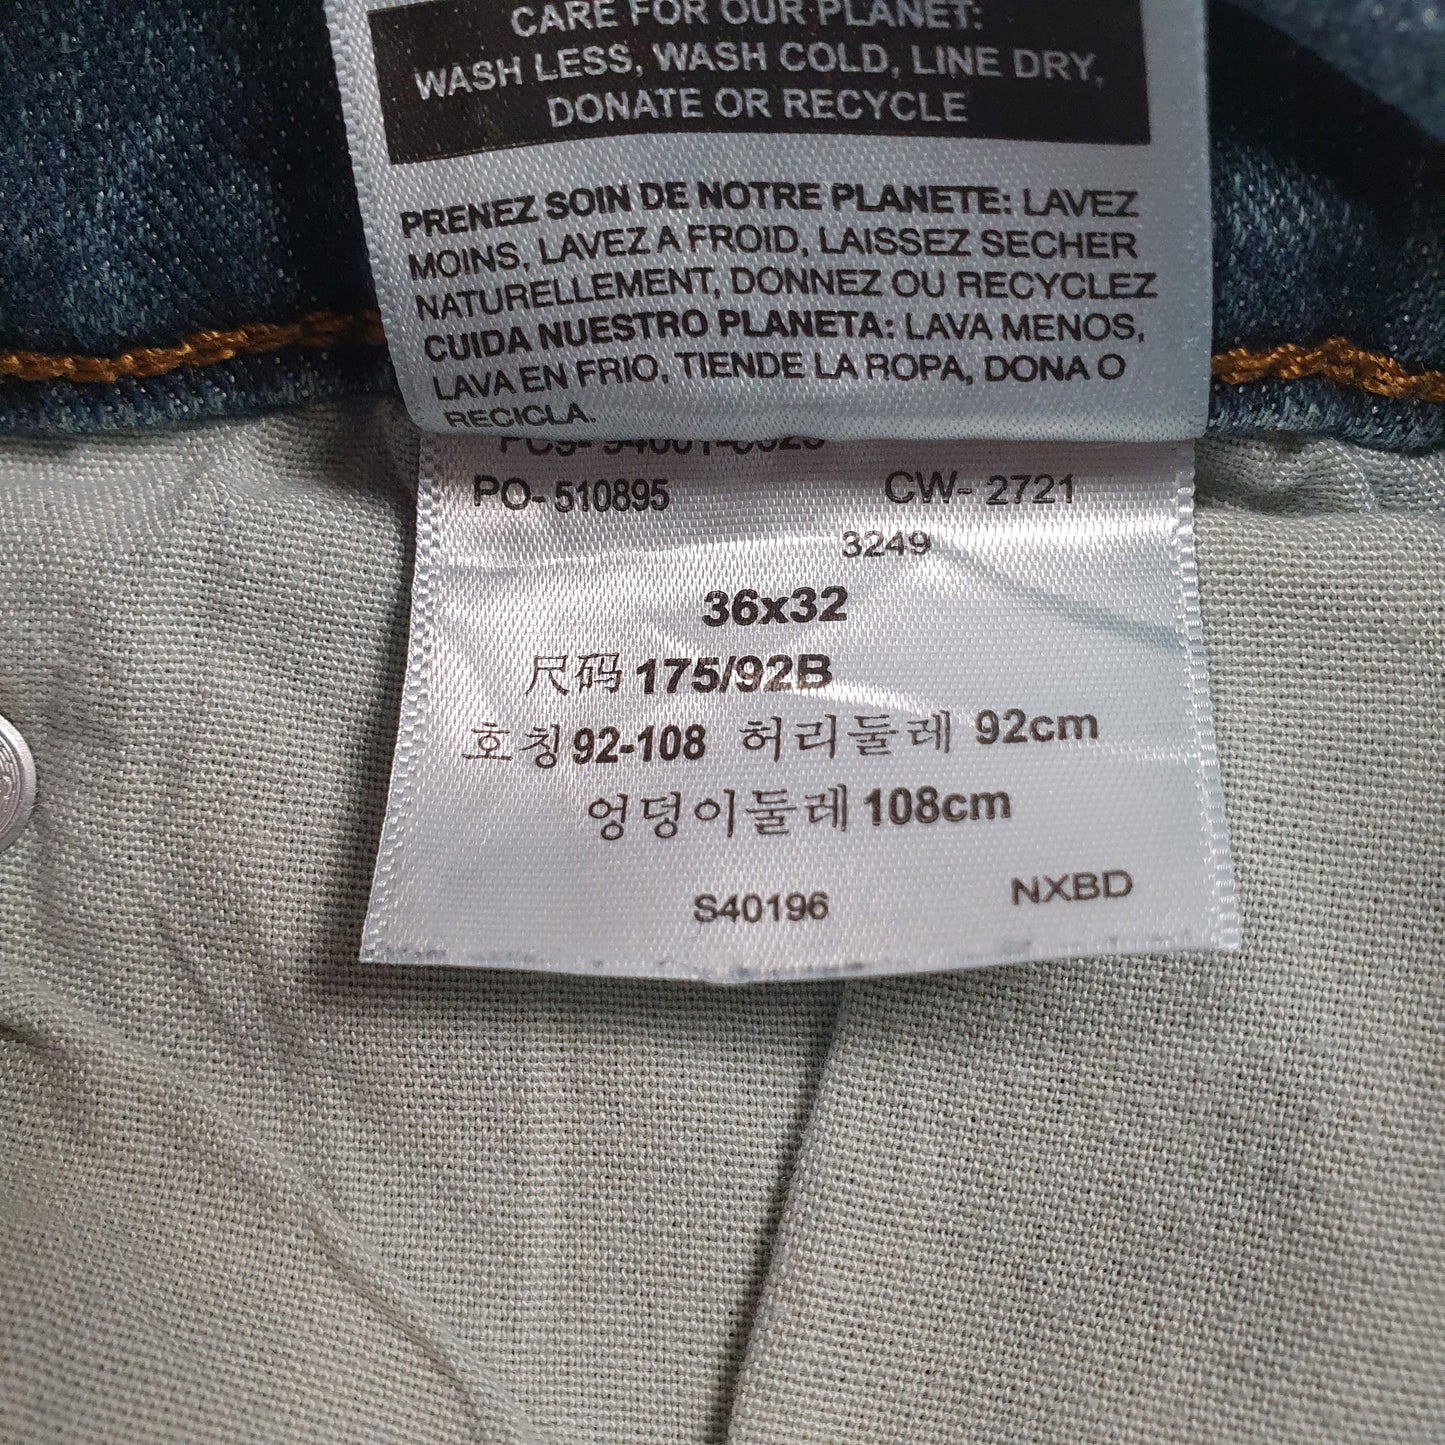 CARE FOR OUR PLANET:
WASH LESS, WASH COLD, LINE DRY,
DONATE OR RECYCLE
PRENEZ SOIN DE NOTRE PLANETE: LAVEZ
MOINS, LAVEZ A FROID, LAISSEZ SECHER
NATURELLEMENT, DONNEZ OU RECYCLEZ
CUIDA NUESTRO PLANETA: LAVA MENOS,
LAVA EN FRIO, TIENDE LA ROPA, DONA O
RECICLA.
PO- 510895 CW- 2721
3249
36x32
尺码 175/92B
호칭 92-108 허리둘레 92cm
엉덩이둘레 108cm
S40196 NXBD